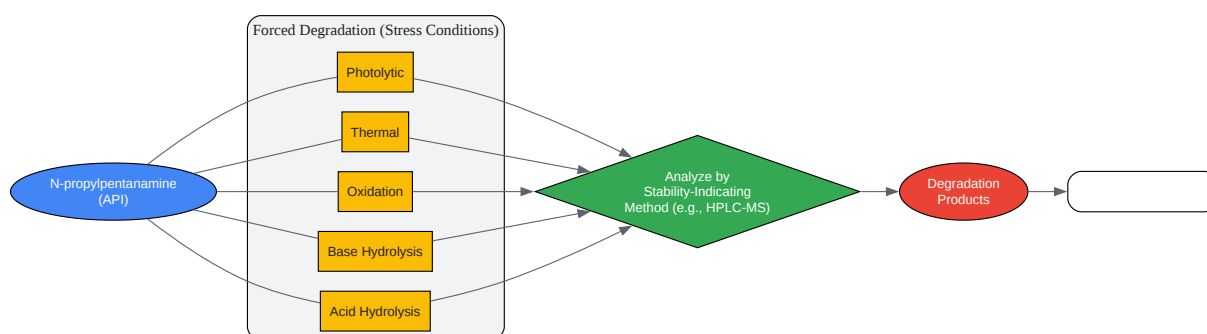 Forced Degradation (Stress Conditions)
Photolytic
Thermal
N-propylpentanamine
(API)
Oxidation
Base Hydrolysis
Acid Hydrolysis
Analyze by
Stability-Indicating
Method (e.g., HPLC-MS)
Degradation
Products